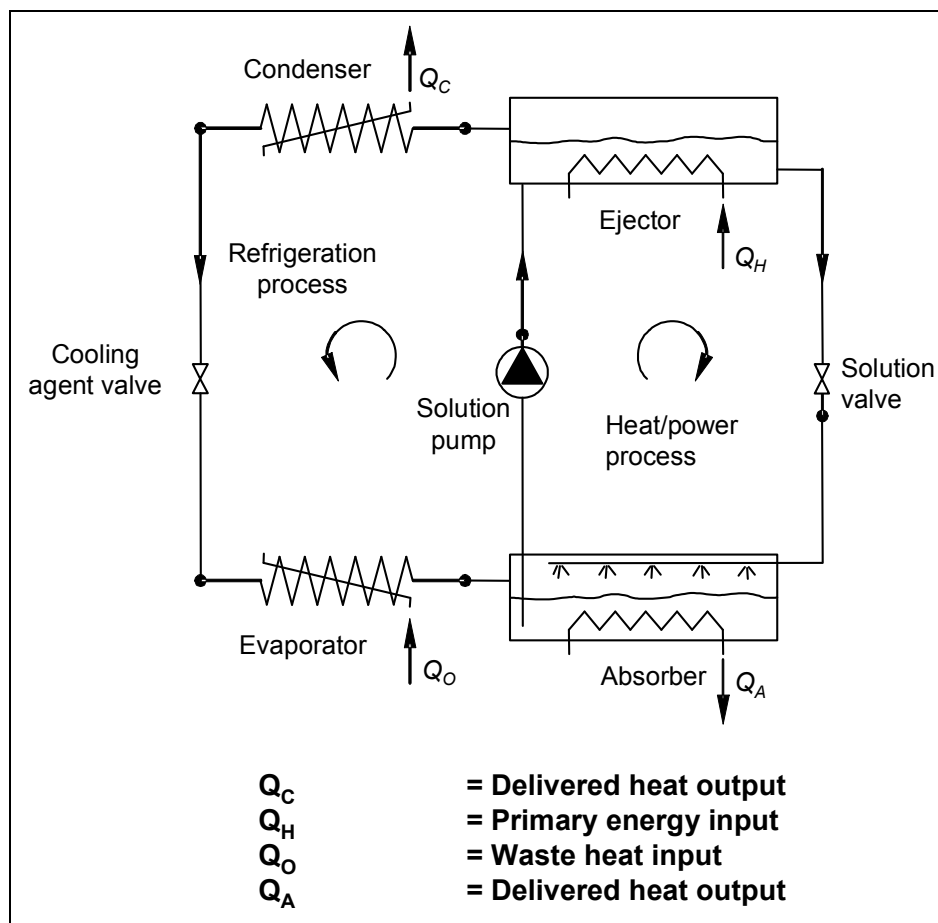 Condenser
Q_C
Ejector
Q_H
Refrigeration
process
Cooling
agent valve
Solution
pump
Heat/power
process
Solution
valve
Evaporator
Q_O
Absorber
Q_A
Q_C = Delivered heat output
Q_H = Primary energy input
Q_O = Waste heat input
Q_A = Delivered heat output